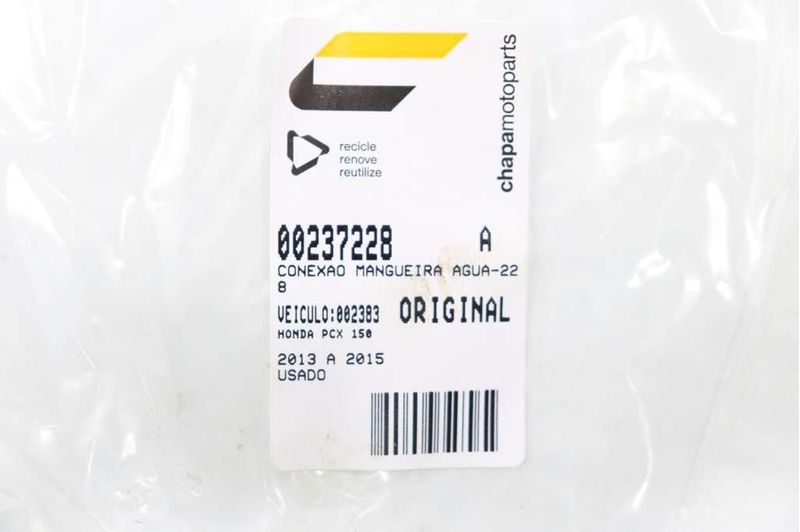 chapamotoparts
recicle
renove
reutilize
00237228 A
CONEXAO MANGUEIRA AGUA-22
8
VEICULO:002383 ORIGINAL
HONDA PCX 150
2013 A 2015
USADO